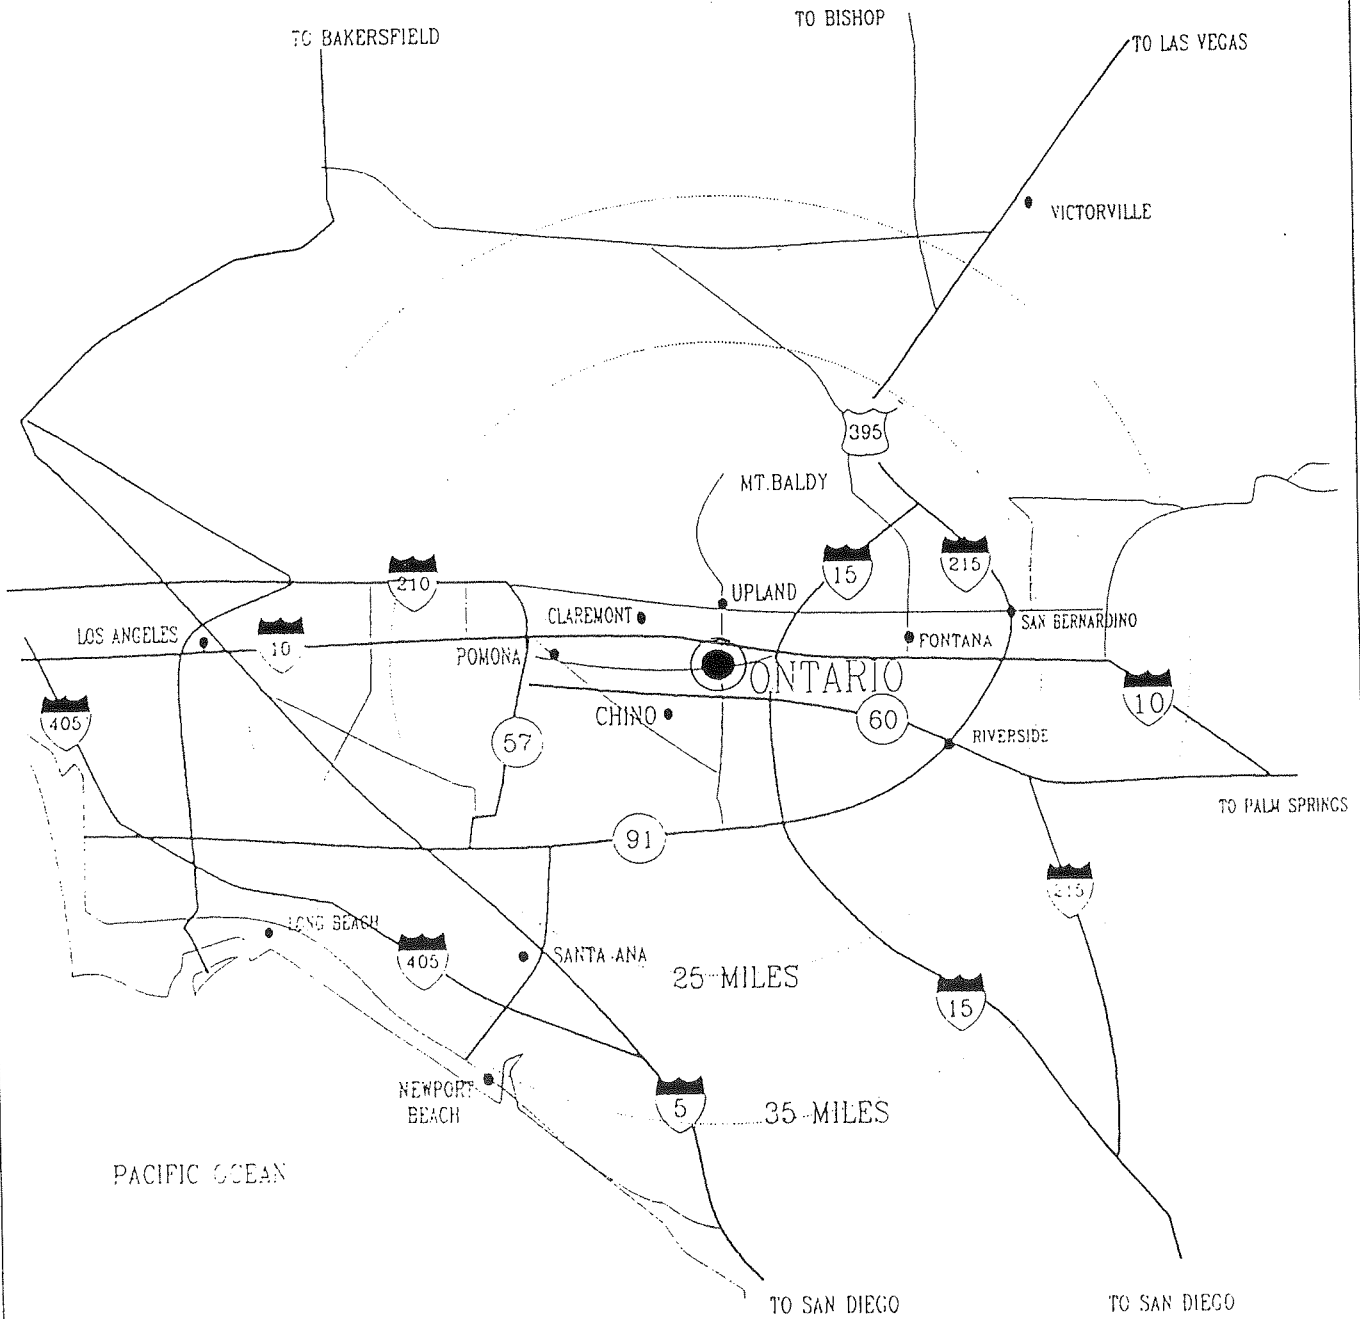 TO BISHOP
TO BAKERSFIELD
TO LAS VEGAS
VICTORVILLE
395
MT.BALDY
210
15
215
UPLAND
CLAREMONT
SAN BERNARDINO
LOS ANGELES
10
POMONA
FONTANA
ONTARIO
10
405
CHINO
60
57
RIVERSIDE
TO PALM SPRINGS
91
215
LONG BEACH
405
SANTA ANA
25 MILES
15
NEWPORT
BEACH
5
35 MILES
PACIFIC OCEAN
TO SAN DIEGO
TO SAN DIEGO